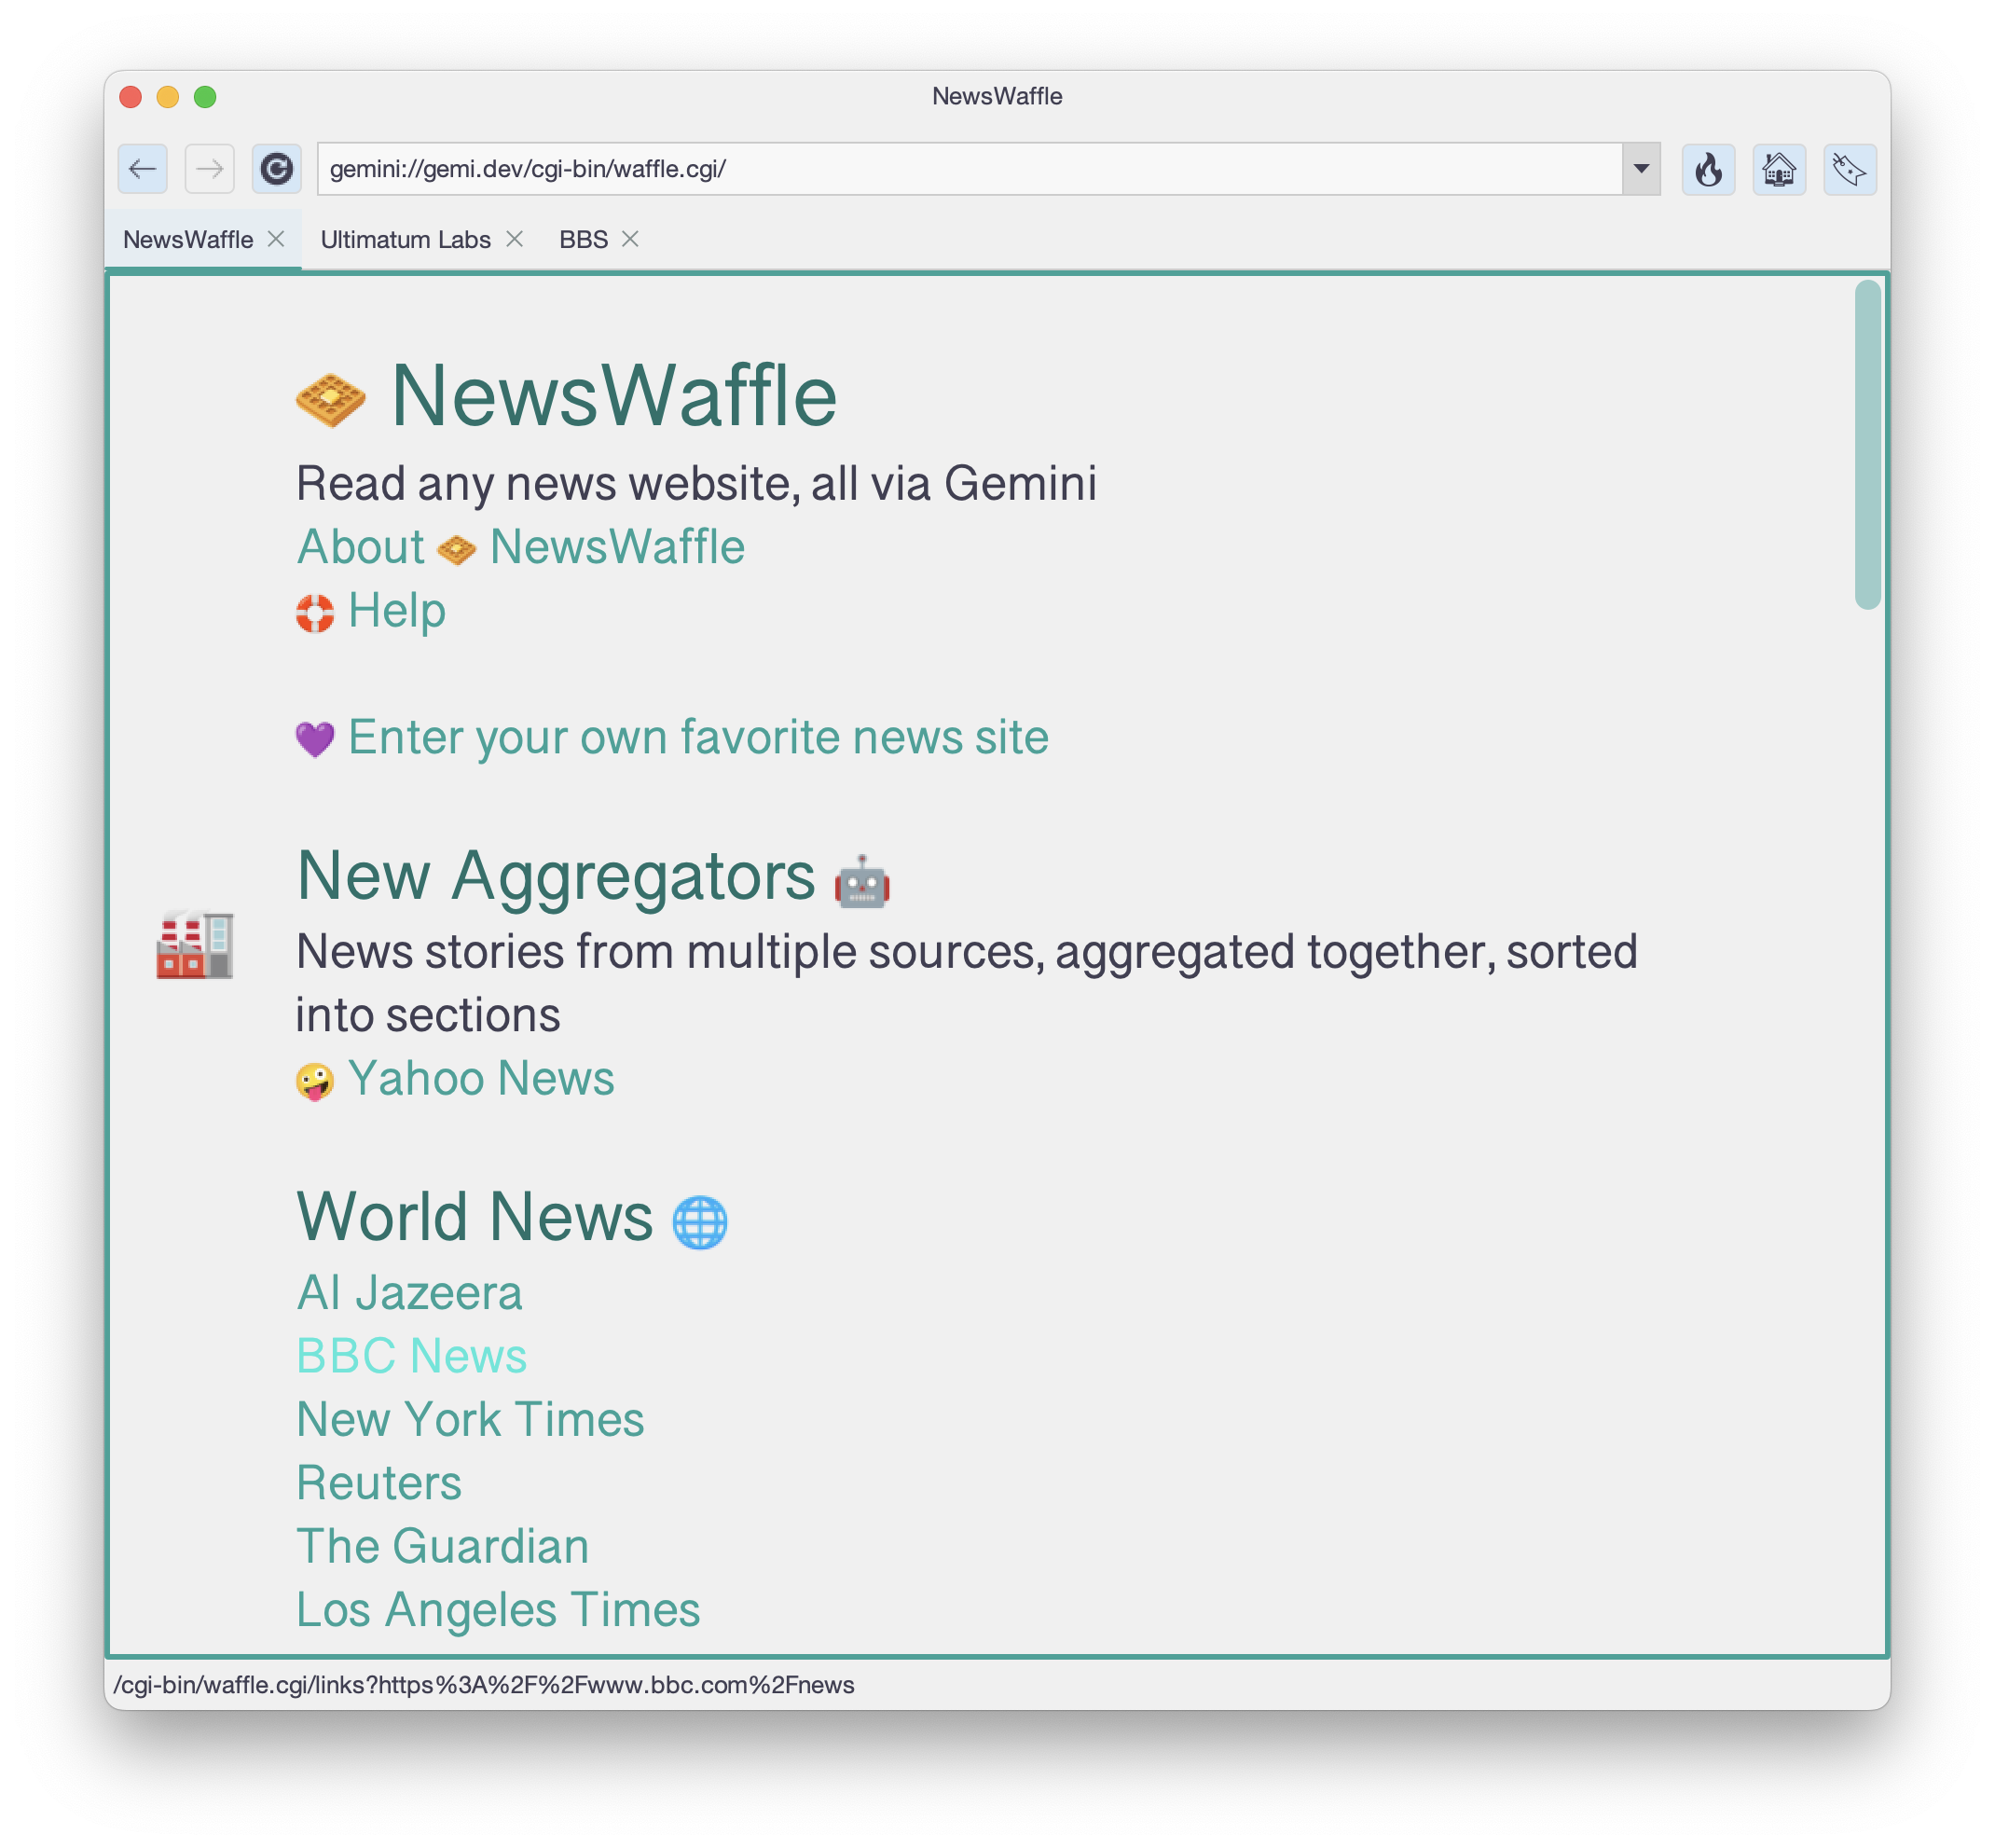 NewsWaffle
gemini://gemi.dev/cgi-bin/waffle.cgi/
NewsWaffle Ultimatum Labs BBS
NewsWaffle
Read any news website, all via Gemini
About 🧇 NewsWaffle
Help
Enter your own favorite news site
New Aggregators
News stories from multiple sources, aggregated together, sorted
into sections
Yahoo News
World News
Al Jazeera
BBC News
New York Times
Reuters
The Guardian
Los Angeles Times
/cgi-bin/waffle.cgi/links?https%3A%2F%2Fwww.bbc.com%2Fnews